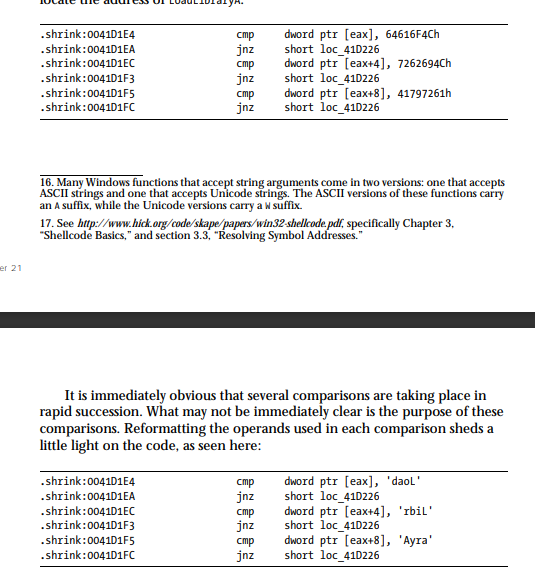 locate the address of LoadLibraryA.
.shrink:0041D1E4 cmp dword ptr [eax], 64616F4Ch
.shrink:0041D1EA jnz short loc_41D226
.shrink:0041D1EC cmp dword ptr [eax+4], 7262694Ch
.shrink:0041D1F3 jnz short loc_41D226
.shrink:0041D1F5 cmp dword ptr [eax+8], 41797261h
.shrink:0041D1FC jnz short loc_41D226
16. Many Windows functions that accept string arguments come in two versions: one that accepts
ASCII strings and one that accepts Unicode strings. The ASCII versions of these functions carry
an A suffix, while the Unicode versions carry a W suffix.
17. See http://www.hick.org/code/skape/papers/win32-shellcode.pdf, specifically Chapter 3,
“Shellcode Basics,” and section 3.3, “Resolving Symbol Addresses.”
er 21
It is immediately obvious that several comparisons are taking place in
rapid succession. What may not be immediately clear is the purpose of these
comparisons. Reformatting the operands used in each comparison sheds a
little light on the code, as seen here:
.shrink:0041D1E4 cmp dword ptr [eax], 'daoL'
.shrink:0041D1EA jnz short loc_41D226
.shrink:0041D1EC cmp dword ptr [eax+4], 'rbiL'
.shrink:0041D1F3 jnz short loc_41D226
.shrink:0041D1F5 cmp dword ptr [eax+8], 'Ayra'
.shrink:0041D1FC jnz short loc_41D226